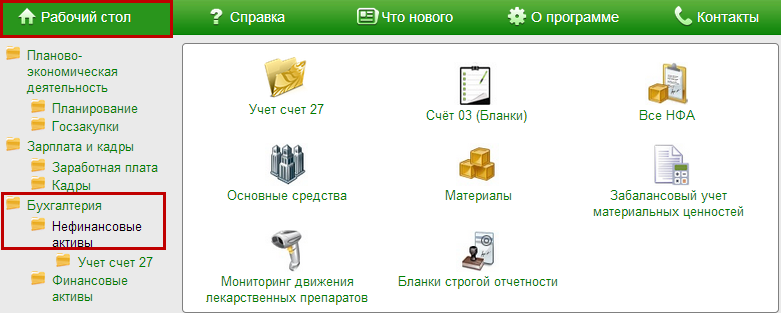 Рабочий стол
Справка
Что нового
О программе
Контакты
Планово-
экономическая
деятельность
Планирование
Госзакупки
Зарплата и кадры
Заработная плата
Кадры
Бухгалтерия
Нефинансовые
активы
Учет счет 27
Финансовые
активы
Учет счет 27
Счёт 03 (Бланки)
Все НФА
Основные средства
Материалы
Забалансовый учет
материальных ценностей
Мониторинг движения
лекарственных препаратов
Бланки строгой отчетности